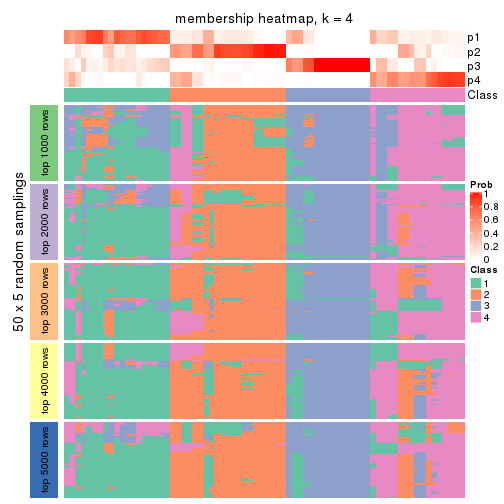 membership heatmap, k = 4
p1
p2
p3
p4
Class
50 x 5 random samplings
top 1000 rows
top 2000 rows
top 3000 rows
top 4000 rows
top 5000 rows
Prob
1
0.8
0.6
0.4
0.2
0
Class
1
2
3
4